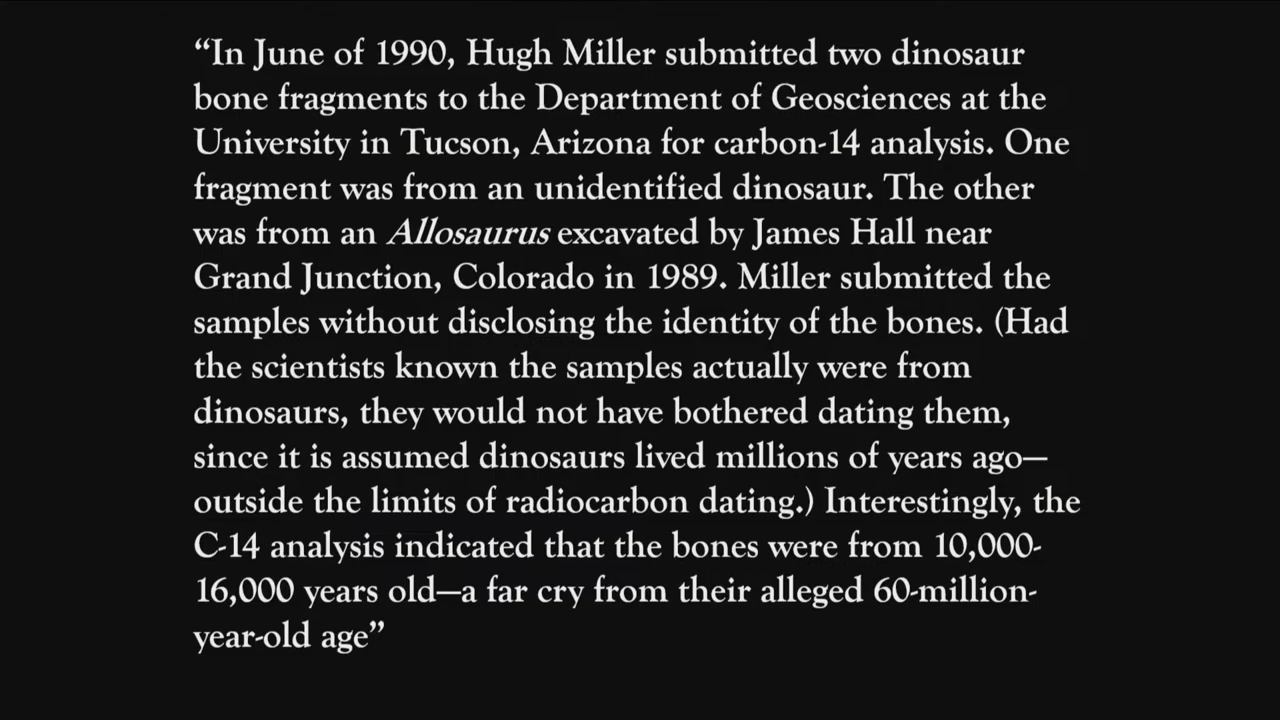 “In June of 1990, Hugh Miller submitted two dinosaur
bone fragments to the Department of Geosciences at the
University in Tucson, Arizona for carbon-14 analysis. One
fragment was from an unidentified dinosaur. The other
was from an Allosaurus excavated by James Hall near
Grand Junction, Colorado in 1989. Miller submitted the
samples without disclosing the identity of the bones. (Had
the scientists known the samples actually were from
dinosaurs, they would not have bothered dating them,
since it is assumed dinosaurs lived millions of years ago—
outside the limits of radiocarbon dating.) Interestingly, the
C-14 analysis indicated that the bones were from 10,000-
16,000 years old—a far cry from their alleged 60-million-
year-old age”